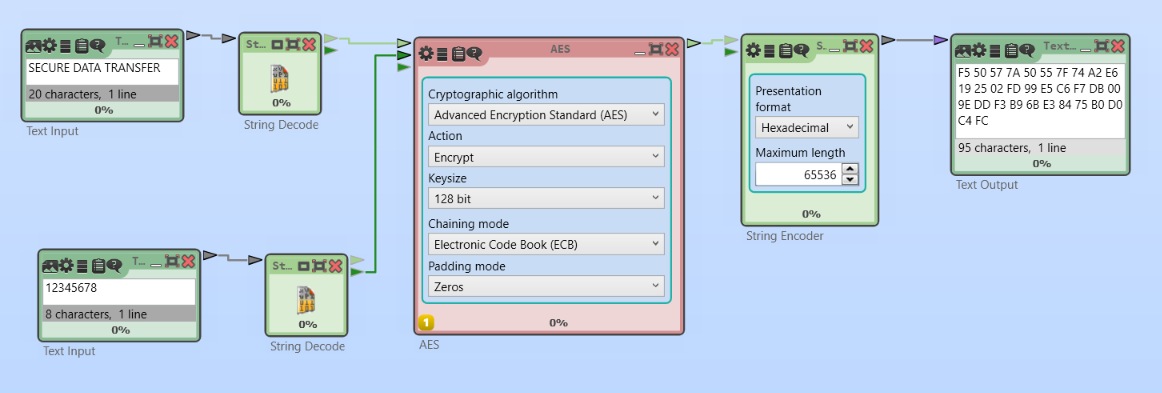 T...
SECURE DATA TRANSFER
20 characters, 1 line
0%
Text Input
St...
0%
String Decode
AES
Cryptographic algorithm
Advanced Encryption Standard (AES)
Action
Encrypt
Keysize
128 bit
Chaining mode
Electronic Code Book (ECB)
Padding mode
Zeros
1
0%
AES
S...
Presentation
format
Hexadecimal
Maximum length
65536
0%
String Encoder
Text...
F5 50 57 7A 50 55 7F 74 A2 E6
19 25 02 FD 99 E5 C6 F7 DB 00
9E DD F3 B9 6B E3 84 75 B0 D0
C4 FC
95 characters, 1 line
0%
Text Output
T...
12345678
8 characters, 1 line
0%
Text Input
St...
0%
String Decode